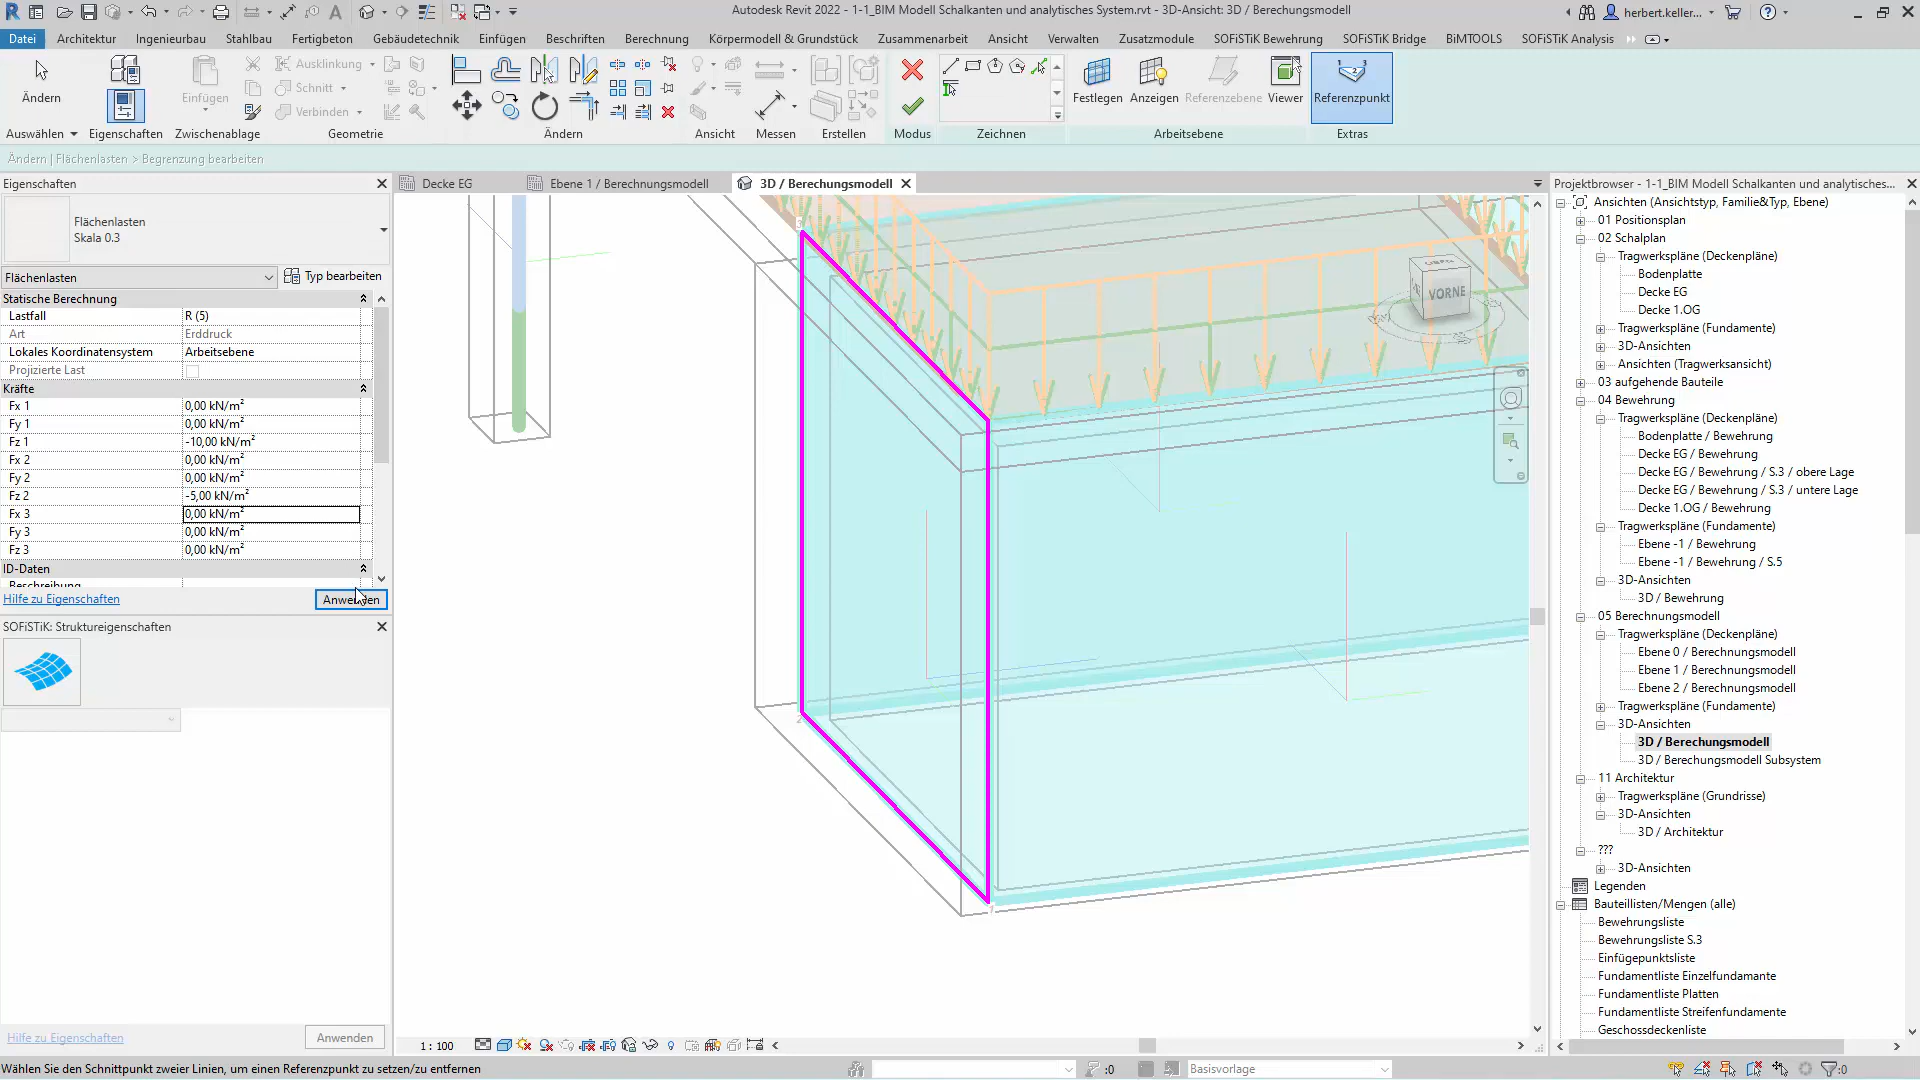 Autodesk Revit 2022 - 1-1_BIM Modell Schalkanten und analytisches System.rvt - 3D-Ansicht: 3D / Berechungsmodell
herbert.keller...
Datei Architektur Ingenieurbau Stahlbau Fertigbeton Gebäudetechnik Einfügen Beschriften Berechnung Körpermodell & Grundstück Zusammenarbeit Ansicht Verwalten Zusatzmodule SOFiSTiK Bewehrung SOFiSTiK Bridge BiMTOOLS SOFiSTiK Analysis
Ausklinkung
Schnitt
Verbinden
Ändern Einfügen Festlegen Anzeigen Referenzebene Viewer Referenzpunkt
Auswählen Eigenschaften Zwischenablage Geometrie Ändern Ansicht Messen Erstellen Modus Zeichnen Arbeitsebene Extras
Ändern | Flächenlasten > Begrenzung bearbeiten
Eigenschaften
Flächenlasten
Skala 0.3
Flächenlasten Typ bearbeiten
Statische Berechnung
Lastfall R (5)
Art Erddruck
Lokales Koordinatensystem Arbeitsebene
Projizierte Last
Kräfte
Fx 1 0,00 kN/m²
Fy 1 0,00 kN/m²
Fz 1 -10,00 kN/m²
Fx 2 0,00 kN/m²
Fy 2 0,00 kN/m²
Fz 2 -5,00 kN/m²
Fx 3 0,00 kN/m²
Fy 3 0,00 kN/m²
Fz 3 0,00 kN/m²
ID-Daten
Beschreibung
Hilfe zu Eigenschaften Anwenden
SOFiSTiK: Struktureigenschaften
Hilfe zu Eigenschaften Anwenden
Decke EG Ebene 1 / Berechnungsmodell 3D / Berechungsmodell
VORNE
1 : 100
Projektbrowser - 1-1_BIM Modell Schalkanten und analytisches...
Ansichten (Ansichtstyp, Familie&Typ, Ebene)
01 Positionsplan
02 Schalplan
Tragwerkspläne (Deckenpläne)
Bodenplatte
Decke EG
Decke 1.OG
Tragwerkspläne (Fundamente)
3D-Ansichten
Ansichten (Tragwerksansicht)
03 aufgehende Bauteile
04 Bewehrung
Tragwerkspläne (Deckenpläne)
Bodenplatte / Bewehrung
Decke EG / Bewehrung
Decke EG / Bewehrung / S.3 / obere Lage
Decke EG / Bewehrung / S.3 / untere Lage
Decke 1.OG / Bewehrung
Tragwerkspläne (Fundamente)
Ebene -1 / Bewehrung
Ebene -1 / Bewehrung / S.5
3D-Ansichten
3D / Bewehrung
05 Berechnungsmodell
Tragwerkspläne (Deckenpläne)
Ebene 0 / Berechnungsmodell
Ebene 1 / Berechnungsmodell
Ebene 2 / Berechnungsmodell
Tragwerkspläne (Fundamente)
3D-Ansichten
3D / Berechungsmodell
3D / Berechungsmodell Subsystem
11 Architektur
Tragwerkspläne (Grundrisse)
3D-Ansichten
3D / Architektur
???
3D-Ansichten
Legenden
Bauteillisten/Mengen (alle)
Bewehrungsliste
Bewehrungsliste S.3
Einfügepunktsliste
Fundamentliste Einzelfundamante
Fundamentliste Platten
Fundamentliste Streifenfundamente
Geschossdeckenliste
Wählen Sie den Schnittpunkt zweier Linien, um einen Referenzpunkt zu setzen/zu entfernen
:0 Basisvorlage :0